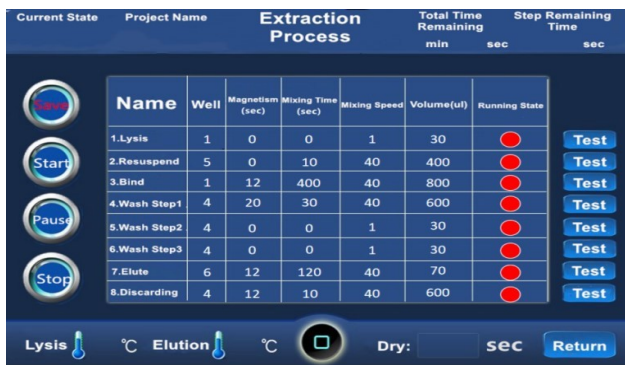 Current State Project Name Extraction Process Total Time Remaining Step Remaining Time
min sec sec
Name Well Magnetism (sec) Mixing Time (sec) Mixing Speed Volume(ul) Running State
Save
1.Lysis 1 0 0 1 30 Test
2.Resuspend 5 0 10 40 400 Test
Start
3.Bind 1 12 400 40 800 Test
4.Wash Step1 4 20 30 40 600 Test
Pause
5.Wash Step2 4 0 0 1 30 Test
6.Wash Step3 4 0 0 1 30 Test
7.Elute 6 12 120 40 70 Test
Stop
8.Discarding 4 12 10 40 600 Test
Lysis ℃ Elution ℃ Dry: sec Return